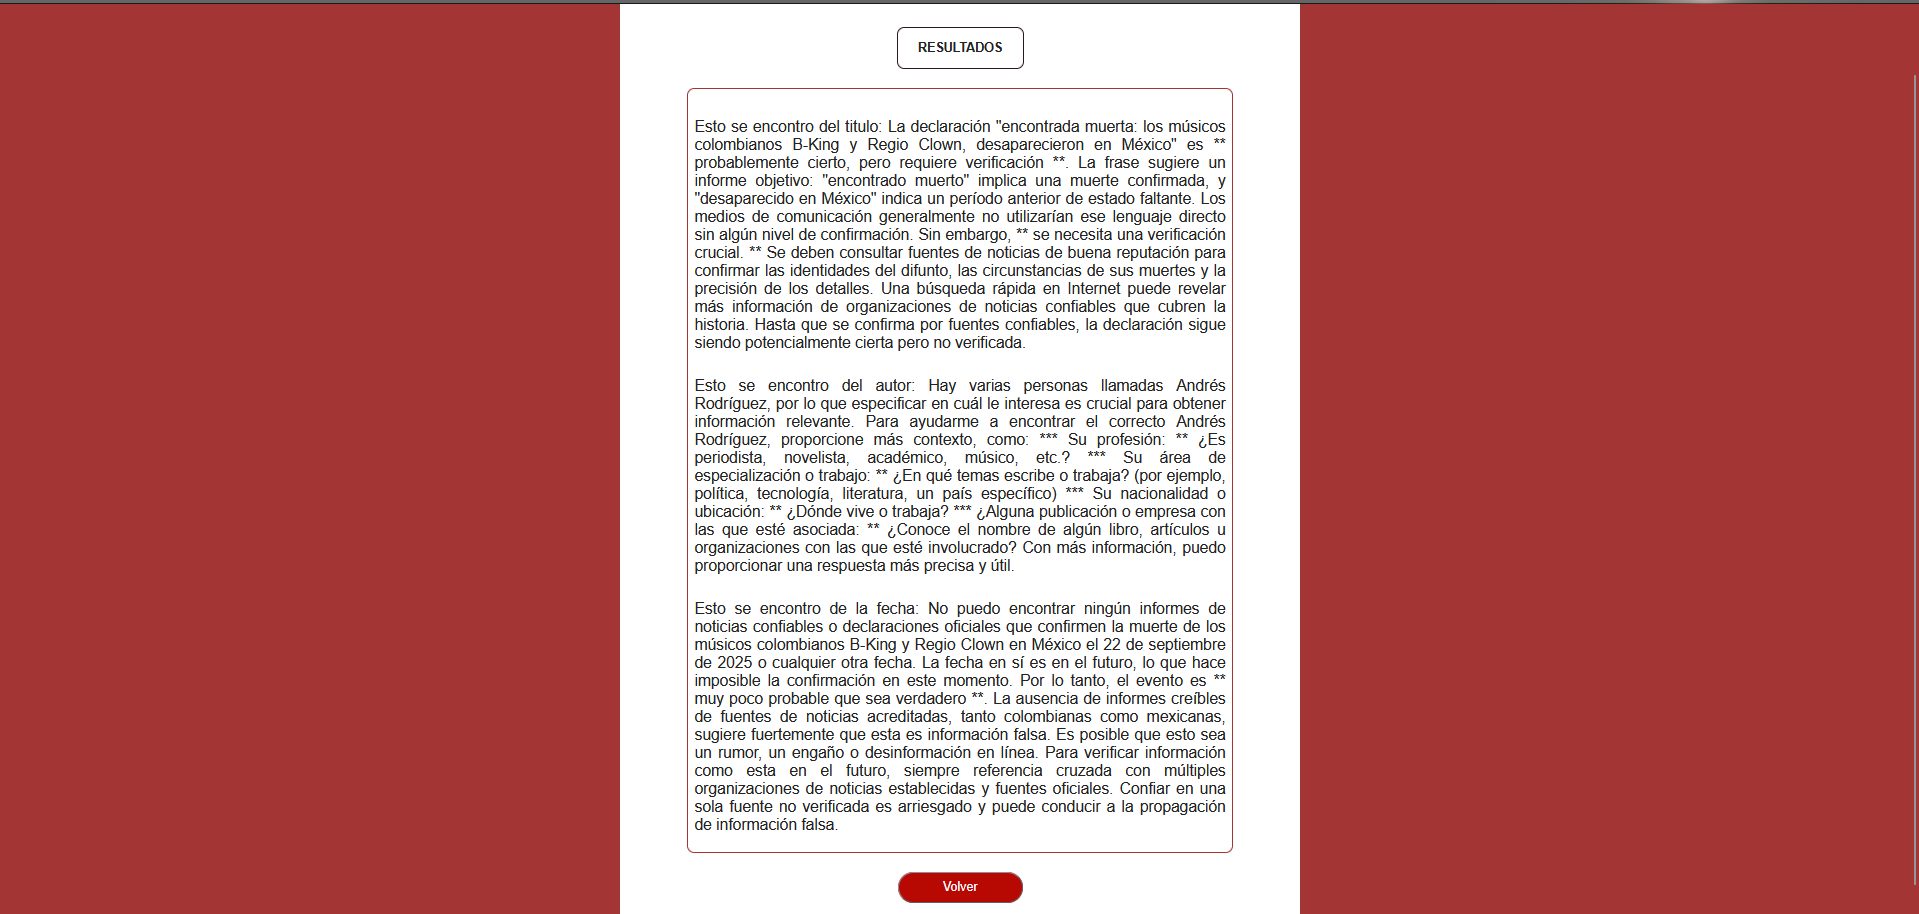 RESULTADOS
Esto se encontro del titulo: La declaración "encontrada muerta: los músicos
colombianos B-King y Regio Clown, desaparecieron en México" es **
probablemente cierto, pero requiere verificación **. La frase sugiere un
informe objetivo: "encontrado muerto" implica una muerte confirmada, y
"desaparecido en México" indica un período anterior de estado faltante. Los
medios de comunicación generalmente no utilizarían ese lenguaje directo
sin algún nivel de confirmación. Sin embargo, ** se necesita una verificación
crucial. ** Se deben consultar fuentes de noticias de buena reputación para
confirmar las identidades del difunto, las circunstancias de sus muertes y la
precisión de los detalles. Una búsqueda rápida en Internet puede revelar
más información de organizaciones de noticias confiables que cubren la
historia. Hasta que se confirma por fuentes confiables, la declaración sigue
siendo potencialmente cierta pero no verificada.
Esto se encontro del autor: Hay varias personas llamadas Andrés
Rodríguez, por lo que especificar en cuál le interesa es crucial para obtener
información relevante. Para ayudarme a encontrar el correcto Andrés
Rodríguez, proporcione más contexto, como: *** Su profesión: ** ¿Es
periodista, novelista, académico, músico, etc.? *** Su área de
especialización o trabajo: ** ¿En qué temas escribe o trabaja? (por ejemplo,
política, tecnología, literatura, un país específico) *** Su nacionalidad o
ubicación: ** ¿Dónde vive o trabaja? *** ¿Alguna publicación o empresa con
las que esté asociada: ** ¿Conoce el nombre de algún libro, artículos u
organizaciones con las que esté involucrado? Con más información, puedo
proporcionar una respuesta más precisa y útil.
Esto se encontro de la fecha: No puedo encontrar ningún informes de
noticias confiables o declaraciones oficiales que confirmen la muerte de los
músicos colombianos B-King y Regio Clown en México el 22 de septiembre
de 2025 o cualquier otra fecha. La fecha en sí es en el futuro, lo que hace
imposible la confirmación en este momento. Por lo tanto, el evento es **
muy poco probable que sea verdadero **. La ausencia de informes creíbles
de fuentes de noticias acreditadas, tanto colombianas como mexicanas,
sugiere fuertemente que esta es información falsa. Es posible que esto sea
un rumor, un engaño o desinformación en línea. Para verificar información
como esta en el futuro, siempre referencia cruzada con múltiples
organizaciones de noticias establecidas y fuentes oficiales. Confiar en una
sola fuente no verificada es arriesgado y puede conducir a la propagación
de información falsa.
Volver